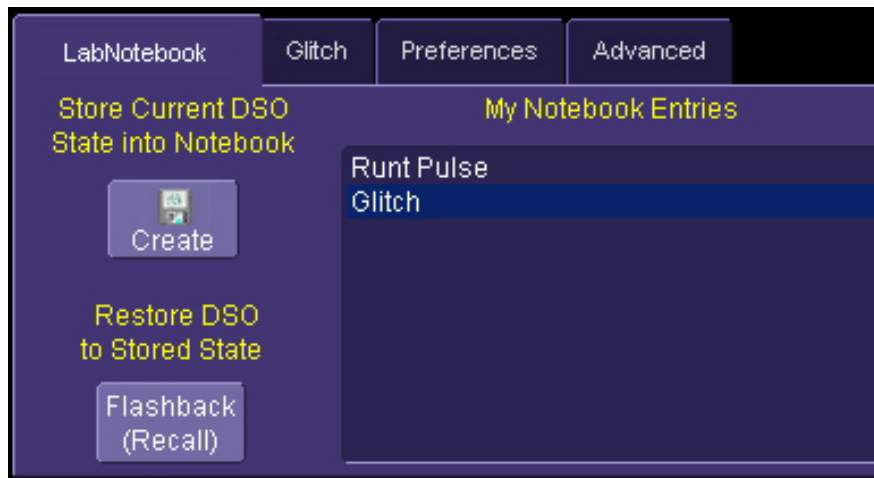 LabNotebook
Glitch
Preferences
Advanced
Store Current DSO
State into Notebook
Create
Restore DSO
to Stored State
Flashback
(Recall)
My Notebook Entries
Runt Pulse
Glitch